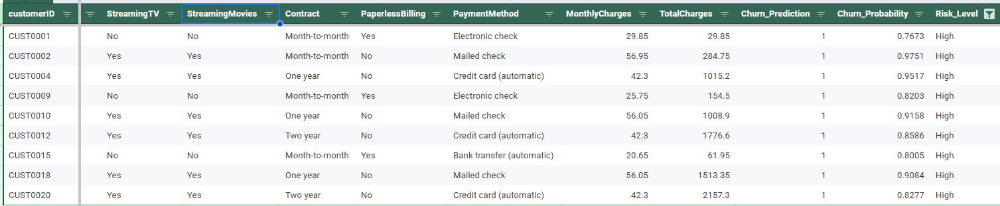 customerID StreamingTV StreamingMovies Contract PaperlessBilling PaymentMethod MonthlyCharges TotalCharges Churn_Prediction Churn_Probability Risk_Level
CUST0001 No No Month-to-month Yes Electronic check 29.85 29.85 1 0.7673 High
CUST0002 Yes Yes Month-to-month No Mailed check 56.95 284.75 1 0.9751 High
CUST0004 Yes Yes One year No Credit card (automatic) 42.3 1015.2 1 0.9517 High
CUST0009 No No Month-to-month Yes Electronic check 25.75 154.5 1 0.8203 High
CUST0010 Yes Yes One year No Mailed check 56.05 1008.9 1 0.9158 High
CUST0012 Yes Yes Two year No Credit card (automatic) 42.3 1776.6 1 0.8586 High
CUST0015 No No Month-to-month Yes Bank transfer (automatic) 20.65 61.95 1 0.8005 High
CUST0018 Yes Yes One year No Mailed check 56.05 1513.35 1 0.9084 High
CUST0020 Yes Yes Two year No Credit card (automatic) 42.3 2157.3 1 0.8277 High